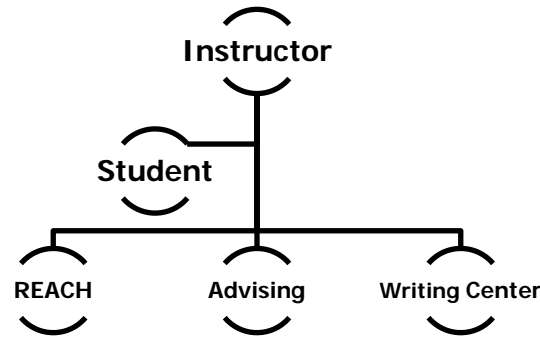 Instructor
Student
REACH
Advising
Writing Center